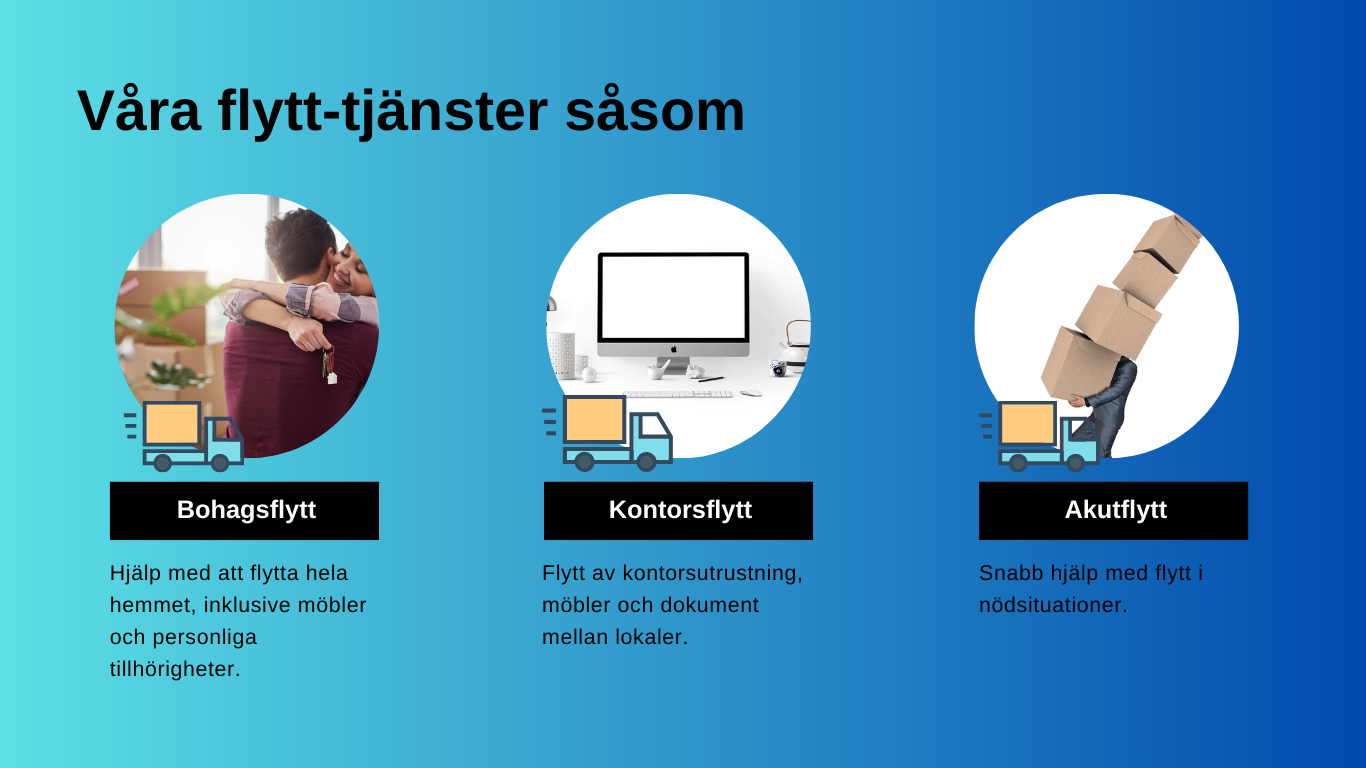 Våra flytt-tjänster såsom
Bohagsflytt
Hjälp med att flytta hela
hemmet, inklusive möbler
och personliga
tillhörigheter.
Kontorsflytt
Flytt av kontorsutrustning,
möbler och dokument
mellan lokaler.
Akutflytt
Snabb hjälp med flytt i
nödsituationer.